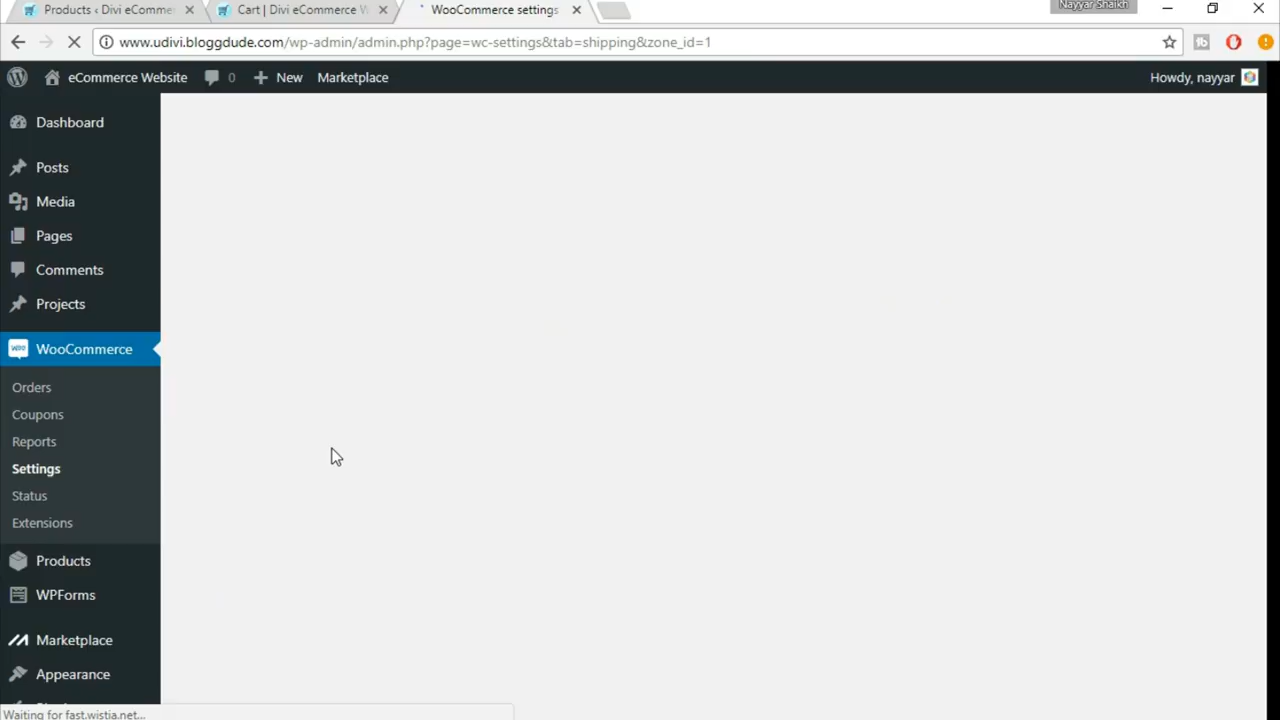 Products ‹ Divi eComme
Cart | Divi eCommerce W
WooCommerce settings
Nayyar Shaikh
www.udivi.bloggdude.com/wp-admin/admin.php?page=wc-settings&tab=shipping&zone_id=1
eCommerce Website
0
New
Marketplace
Howdy, nayyar
Dashboard
Posts
Media
Pages
Comments
Projects
WooCommerce
Orders
Coupons
Reports
Settings
Status
Extensions
Products
WPForms
Marketplace
Appearance
Waiting for fast.wistia.net...